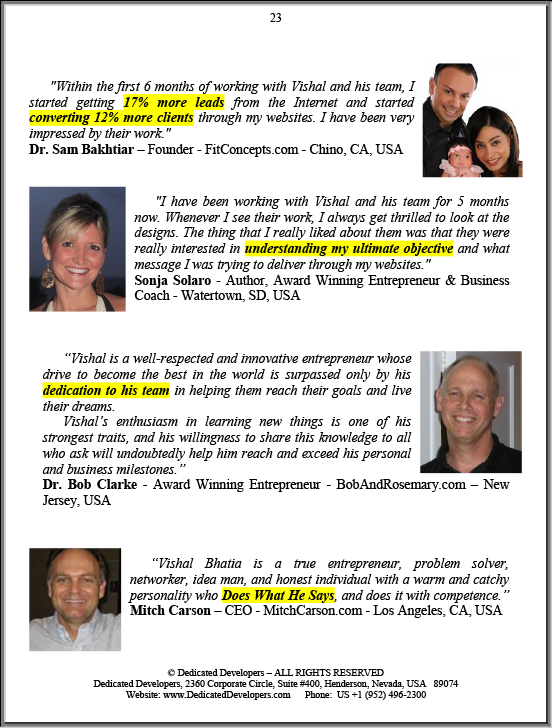 23
"Within the first 6 months of working with Vishal and his team, I
started getting 17% more leads from the Internet and started
converting 12% more clients through my websites. I have been very
impressed by their work."
Dr. Sam Bakhtiar – Founder - FitConcepts.com - Chino, CA, USA
"I have been working with Vishal and his team for 5 months
now. Whenever I see their work, I always get thrilled to look at the
designs. The thing that I really liked about them was that they were
really interested in understanding my ultimate objective and what
message I was trying to deliver through my websites."
Sonja Solaro - Author, Award Winning Entrepreneur & Business
Coach - Watertown, SD, USA
“Vishal is a well-respected and innovative entrepreneur whose
drive to become the best in the world is surpassed only by his
dedication to his team in helping them reach their goals and live
their dreams.
Vishal’s enthusiasm in learning new things is one of his
strongest traits, and his willingness to share this knowledge to all
who ask will undoubtedly help him reach and exceed his personal
and business milestones.”
Dr. Bob Clarke - Award Winning Entrepreneur - BobAndRosemary.com – New
Jersey, USA
“Vishal Bhatia is a true entrepreneur, problem solver,
networker, idea man, and honest individual with a warm and catchy
personality who Does What He Says, and does it with competence.”
Mitch Carson – CEO - MitchCarson.com - Los Angeles, CA, USA
© Dedicated Developers – ALL RIGHTS RESERVED
Dedicated Developers, 2360 Corporate Circle, Suite #400, Henderson, Nevada, USA 89074
Website: www.DedicatedDevelopers.com Phone: US +1 (952) 496-2300